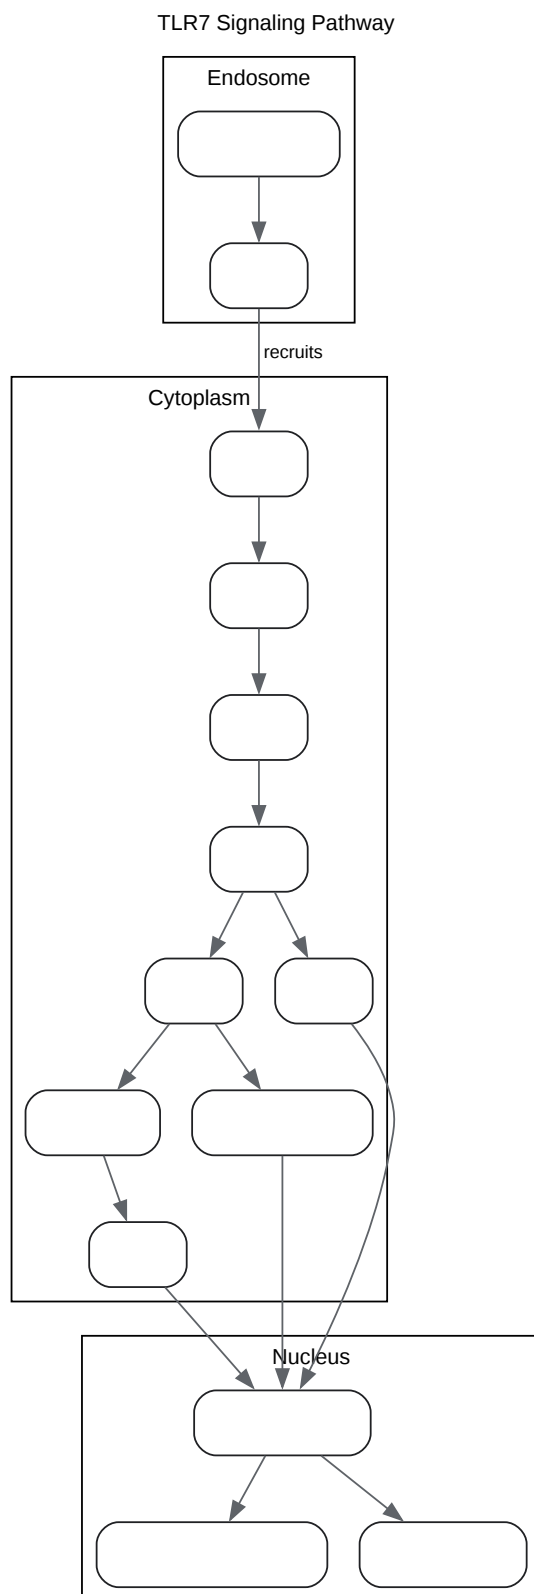 TLR7 Signaling Pathway
Endosome
recruits
Cytoplasm
Nucleus